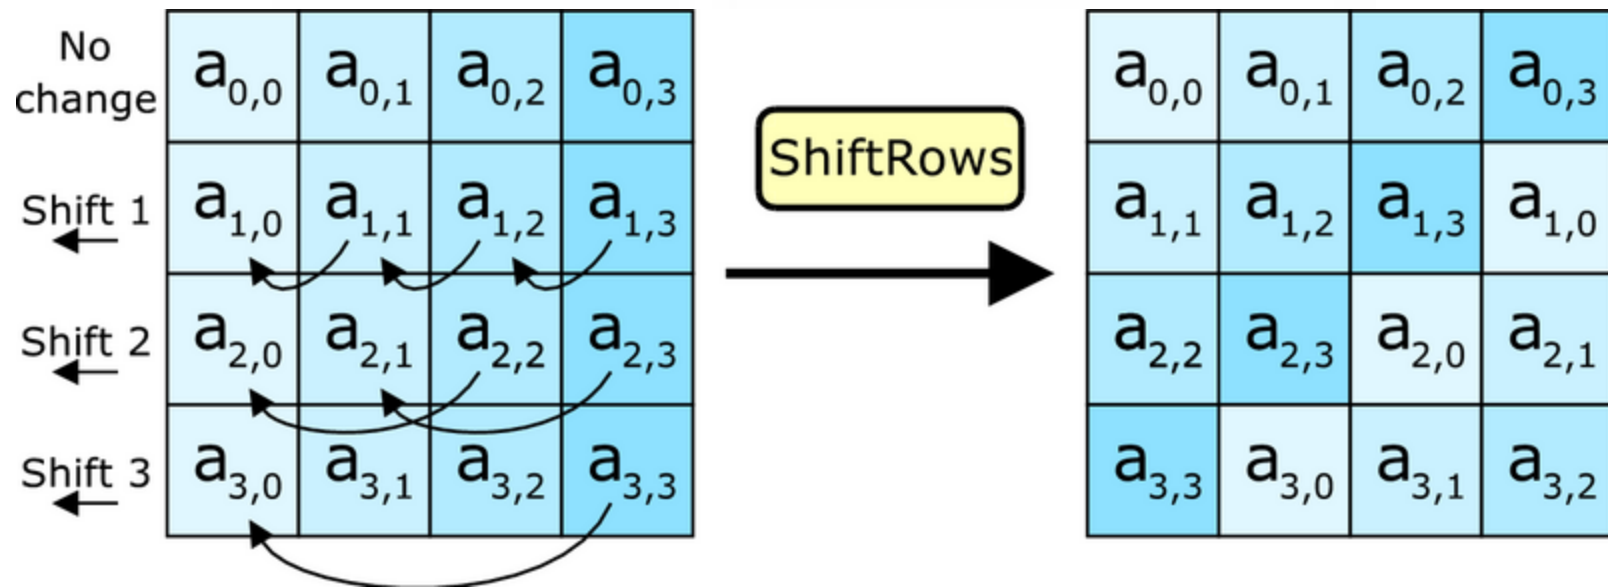 No
change
a0,0 a0,1 a0,2 a0,3
Shift 1
a1,0 a1,1 a1,2 a1,3
Shift 2
a2,0 a2,1 a2,2 a2,3
Shift 3
a3,0 a3,1 a3,2 a3,3
ShiftRows
a0,0 a0,1 a0,2 a0,3
a1,1 a1,2 a1,3 a1,0
a2,2 a2,3 a2,0 a2,1
a3,3 a3,0 a3,1 a3,2